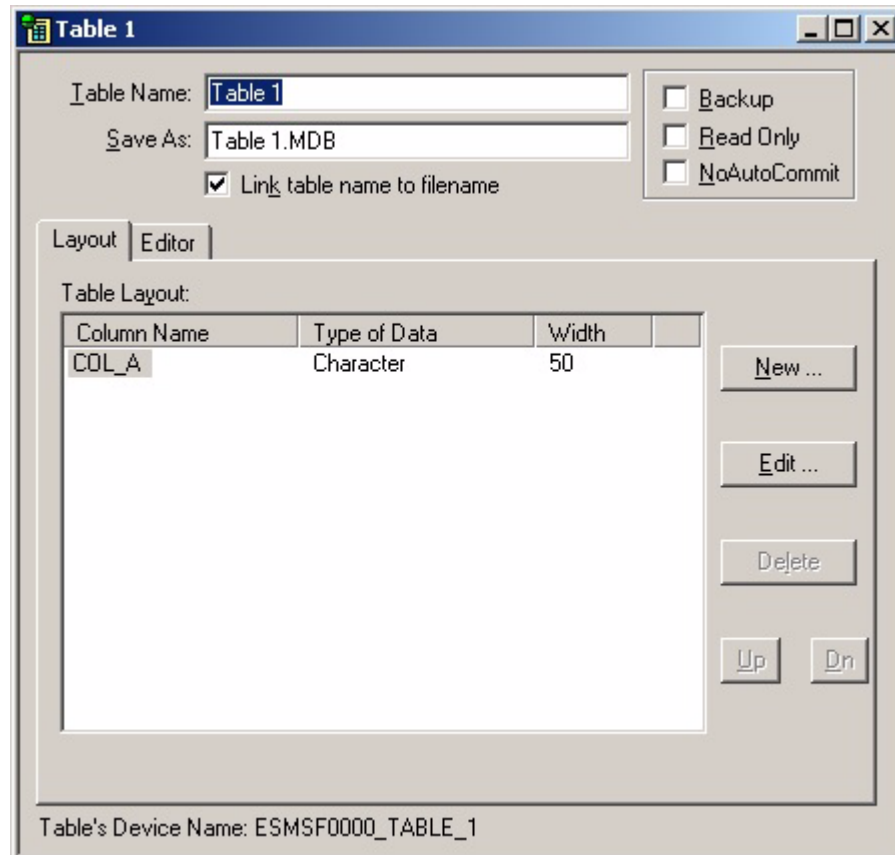 Table 1
Table Name: Table 1
Backup
Save As: Table 1.MDB
Read Only
Link table name to filename
NoAutoCommit
Layout Editor
Table Layout:
Column Name Type of Data Width
COL_A Character 50
New ...
Edit ...
Delete
Up Dn
Table's Device Name: ESMSF0000_TABLE_1